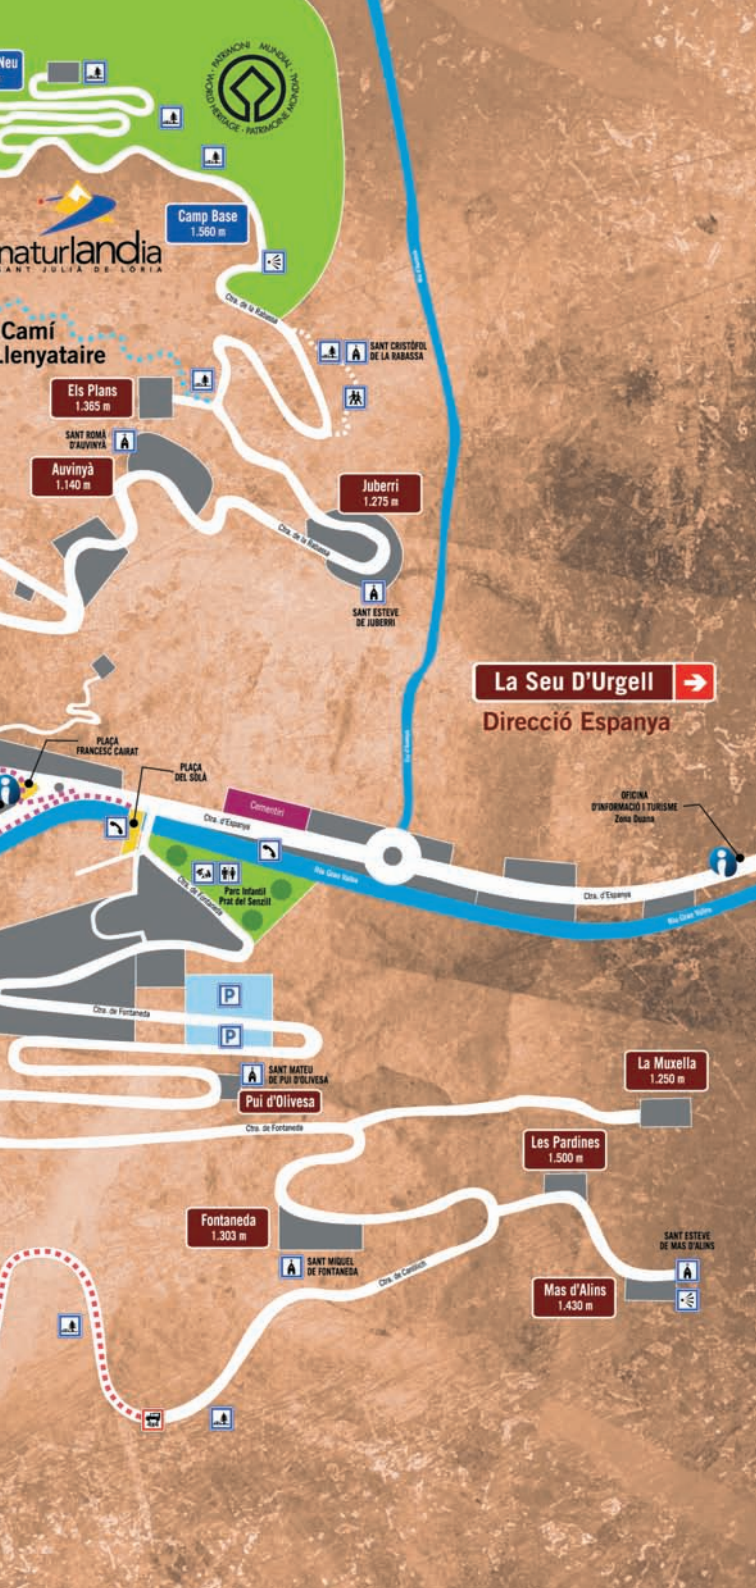 Neu
WORLD HERITAGE · PATRIMOINE MONDIAL · PATRIMONI MUNDIAL
Camp Base
1.560 m
naturlandia
SANT JULIÀ DE LÒRIA
Ctra. de la Rabassa
Camí
Llenyataire
SANT CRISTÒFOL
DE LA RABASSA
Els Plans
1.365 m
SANT ROMÀ
D'AUVINYÀ
Auvinyà
1.140 m
Juberri
1.275 m
Ctra. de la Rabassa
SANT ESTEVE
DE JUBERRI
La Seu D'Urgell
Direcció Espanya
PLAÇA
FRANCESC CAIRAT
PLAÇA
DEL SOLÀ
OFICINA
D'INFORMACIÓ I TURISME
Zona Duana
Cementiri
Ctra. d'Espanya
Riu Gran Valira
Parc Infantil
Prat del Senzill
Ctra. de Fontaneda
Ctra. d'Espanya
Riu Gran Valira
P
Ctra. de Fontaneda
P
SANT MATEU
DE PUI D'OLIVESA
Pui d'Olivesa
La Muxella
1.250 m
Ctra. de Fontaneda
Les Pardines
1.500 m
Fontaneda
1.303 m
SANT MIQUEL
DE FONTANEDA
SANT ESTEVE
DE MAS D'ALINS
Ctra. de Canòlich
Mas d'Alins
1.430 m